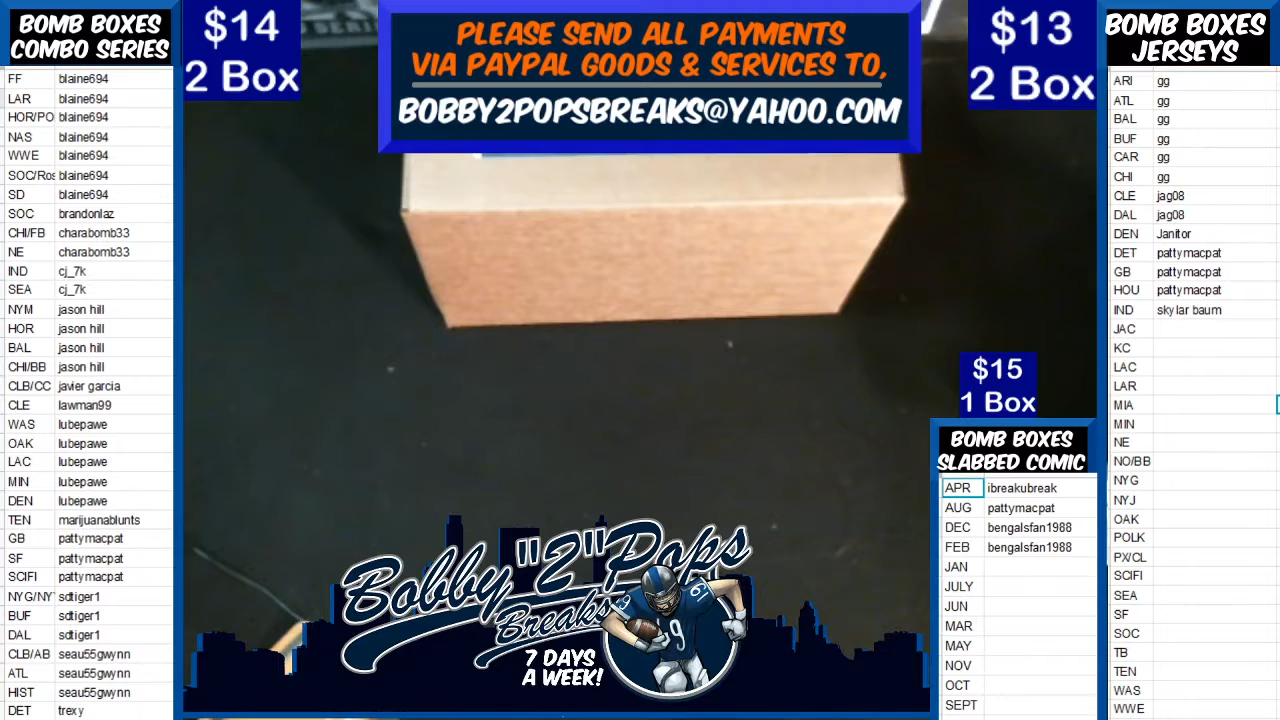 BOMB BOXES
COMBO SERIES
FF blaine694
LAR blaine694
HOR/PO blaine694
NAS blaine694
WWE blaine694
SOC/Ros blaine694
SD blaine694
SOC brandonlaz
CHI/FB charabomb33
NE charabomb33
IND cj_7k
SEA cj_7k
NYM jason hill
HOR jason hill
BAL jason hill
CHI/BB jason hill
CLB/CC javier garcia
CLE lawman99
WAS lubepawe
OAK lubepawe
LAC lubepawe
MIN lubepawe
DEN lubepawe
TEN marijuanablunts
GB pattymacpat
SF pattymacpat
SCIFI pattymacpat
NYG/NY sdtiger1
BUF sdtiger1
DAL sdtiger1
CLB/AB seau55gwynn
ATL seau55gwynn
HIST seau55gwynn
DET trexy
$14
2 Box
PLEASE SEND ALL PAYMENTS
VIA PAYPAL GOODS & SERVICES TO,
BOBBY2POPSBREAKS@YAHOO.COM
$13
2 Box
$15
1 Box
BOMB BOXES
SLABBED COMIC
APR ibreakubreak
AUG pattymacpat
DEC bengalsfan1988
FEB bengalsfan1988
JAN
JULY
JUN
MAR
MAY
NOV
OCT
SEPT
Bobby "2" Pops
Breaks
7 DAYS
A WEEK!
19
BOMB BOXES
JERSEYS
ARI gg
ATL gg
BAL gg
BUF gg
CAR gg
CHI gg
CLE jag08
DAL jag08
DEN Janitor
DET pattymacpat
GB pattymacpat
HOU pattymacpat
IND skylar baum
JAC
KC
LAC
LAR
MIA
MIN
NE
NO/BB
NYG
NYJ
OAK
POLK
PX/CL
SCIFI
SEA
SF
SOC
TB
TEN
WAS
WWE